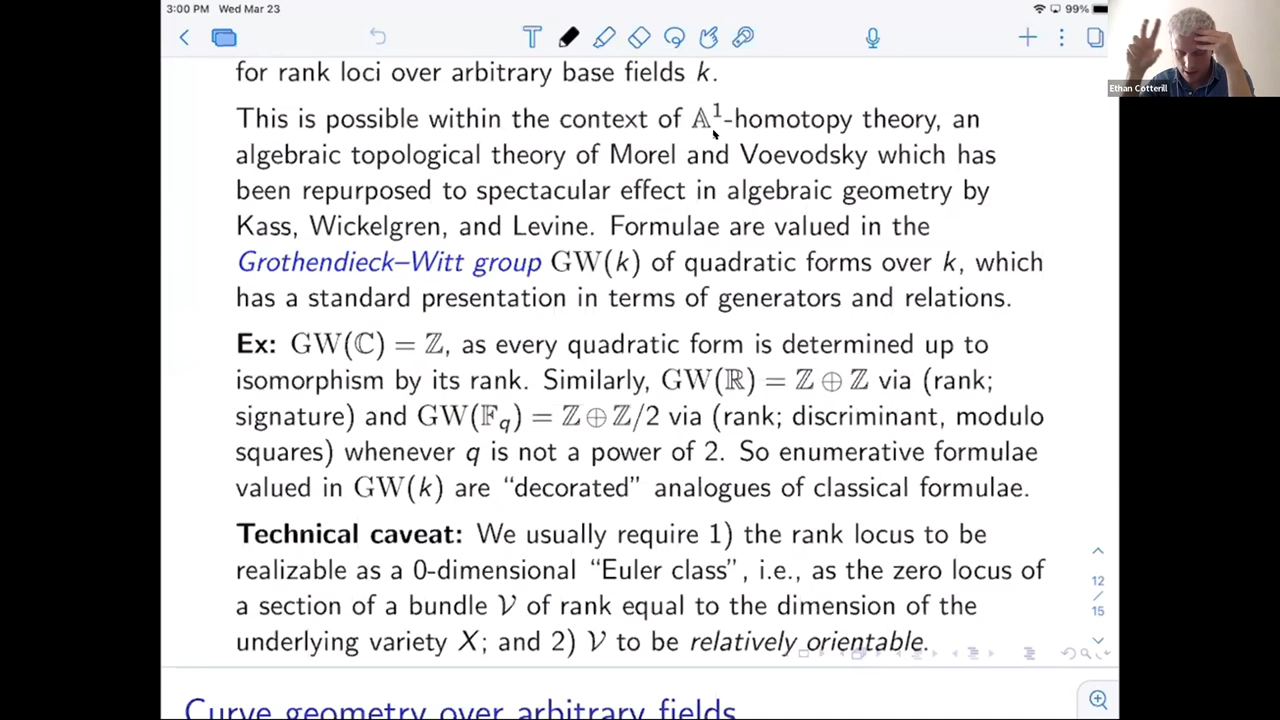 3:00 PM Wed Mar 23
99%
Ethan Cotterill
for rank loci over arbitrary base fields k.
This is possible within the context of 𝔸¹-homotopy theory, an
algebraic topological theory of Morel and Voevodsky which has
been repurposed to spectacular effect in algebraic geometry by
Kass, Wickelgren, and Levine. Formulae are valued in the
Grothendieck–Witt group GW(k) of quadratic forms over k, which
has a standard presentation in terms of generators and relations.
Ex: GW(ℂ) = ℤ, as every quadratic form is determined up to
isomorphism by its rank. Similarly, GW(ℝ) = ℤ ⊕ ℤ via (rank;
signature) and GW(𝔽_q) = ℤ ⊕ ℤ/2 via (rank; discriminant, modulo
squares) whenever q is not a power of 2. So enumerative formulae
valued in GW(k) are “decorated” analogues of classical formulae.
Technical caveat: We usually require 1) the rank locus to be
realizable as a 0-dimensional “Euler class”, i.e., as the zero locus of
a section of a bundle 𝒱 of rank equal to the dimension of the
underlying variety X; and 2) 𝒱 to be relatively orientable.
12
/
15
Curve geometry over arbitrary fields